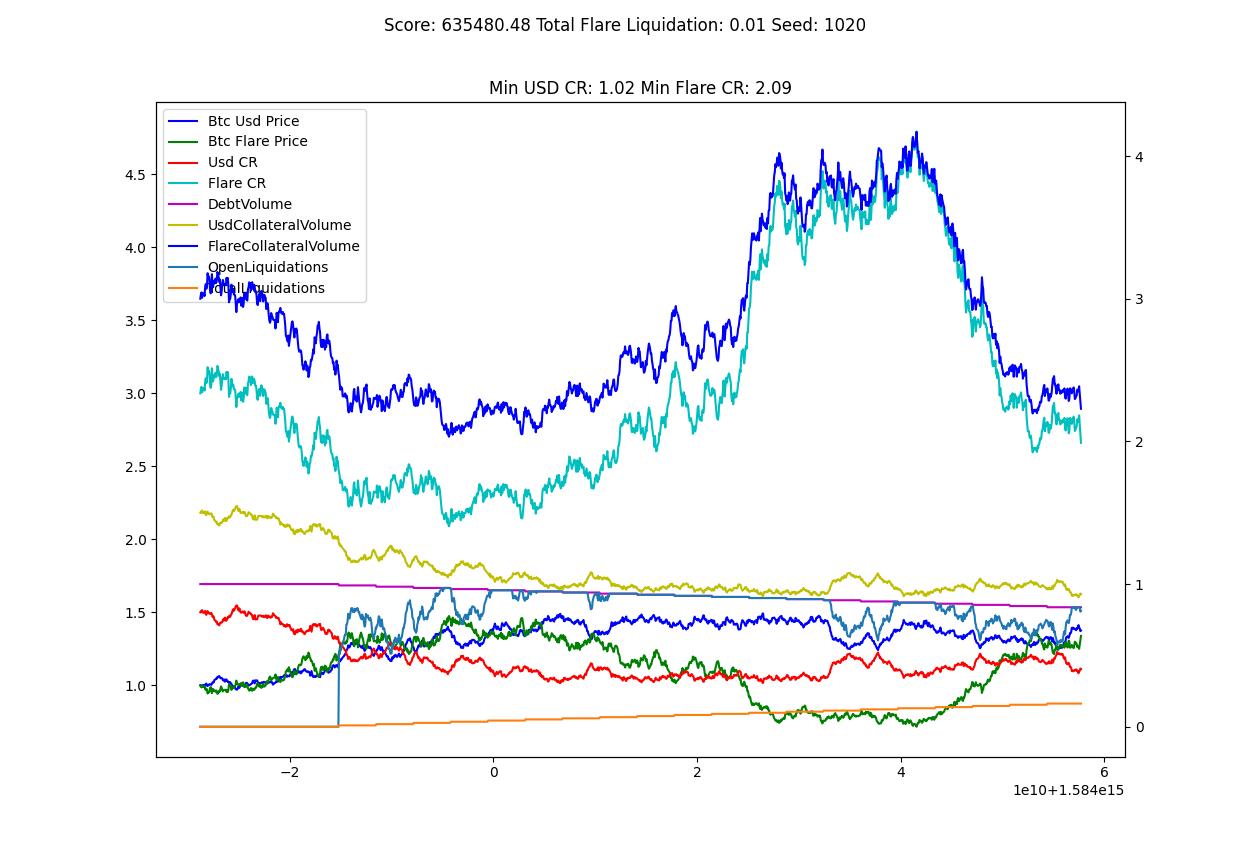 Score: 635480.48 Total Flare Liquidation: 0.01 Seed: 1020
Min USD CR: 1.02 Min Flare CR: 2.09
Btc Usd Price
Btc Flare Price
Usd CR
Flare CR
DebtVolume
UsdCollateralVolume
FlareCollateralVolume
OpenLiquidations
TotalLiquidations
4.5
4.0
3.5
3.0
2.5
2.0
1.5
1.0
4
3
2
1
0
−2
0
2
4
6
1e10+1.584e15